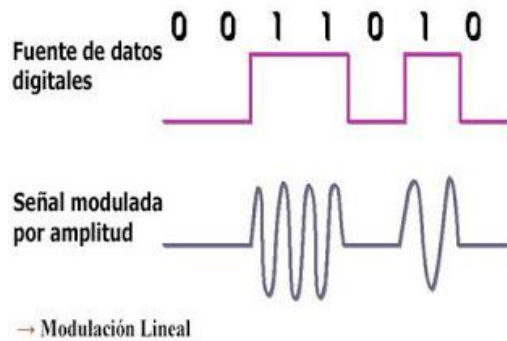 0 0 1 1 0 1 0
Fuente de datos
digitales
Señal modulada
por amplitud
→ Modulación Lineal